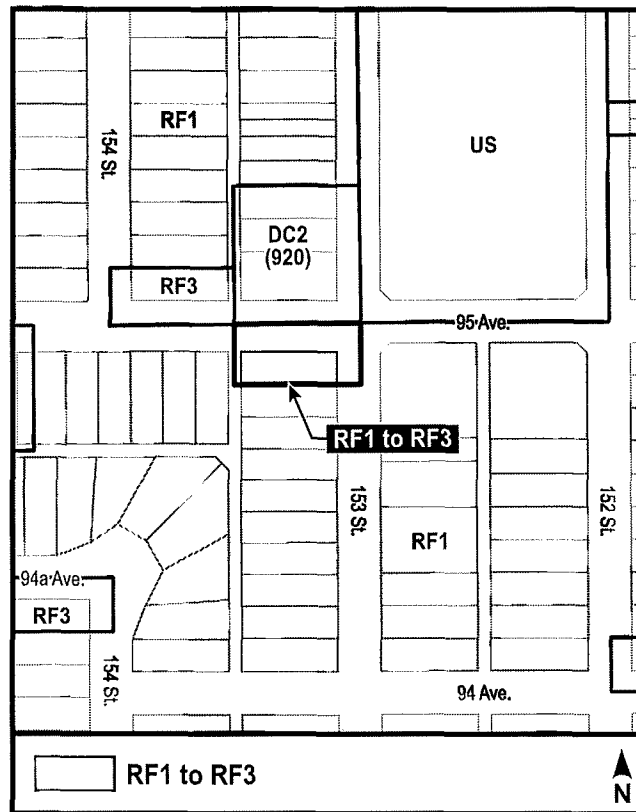 154 St.
RF1
US
DC2
(920)
RF3
95 Ave.
RF1 to RF3
153 St.
RF1
152 St.
94a Ave.
RF3
154 St.
94 Ave.
RF1 to RF3
N